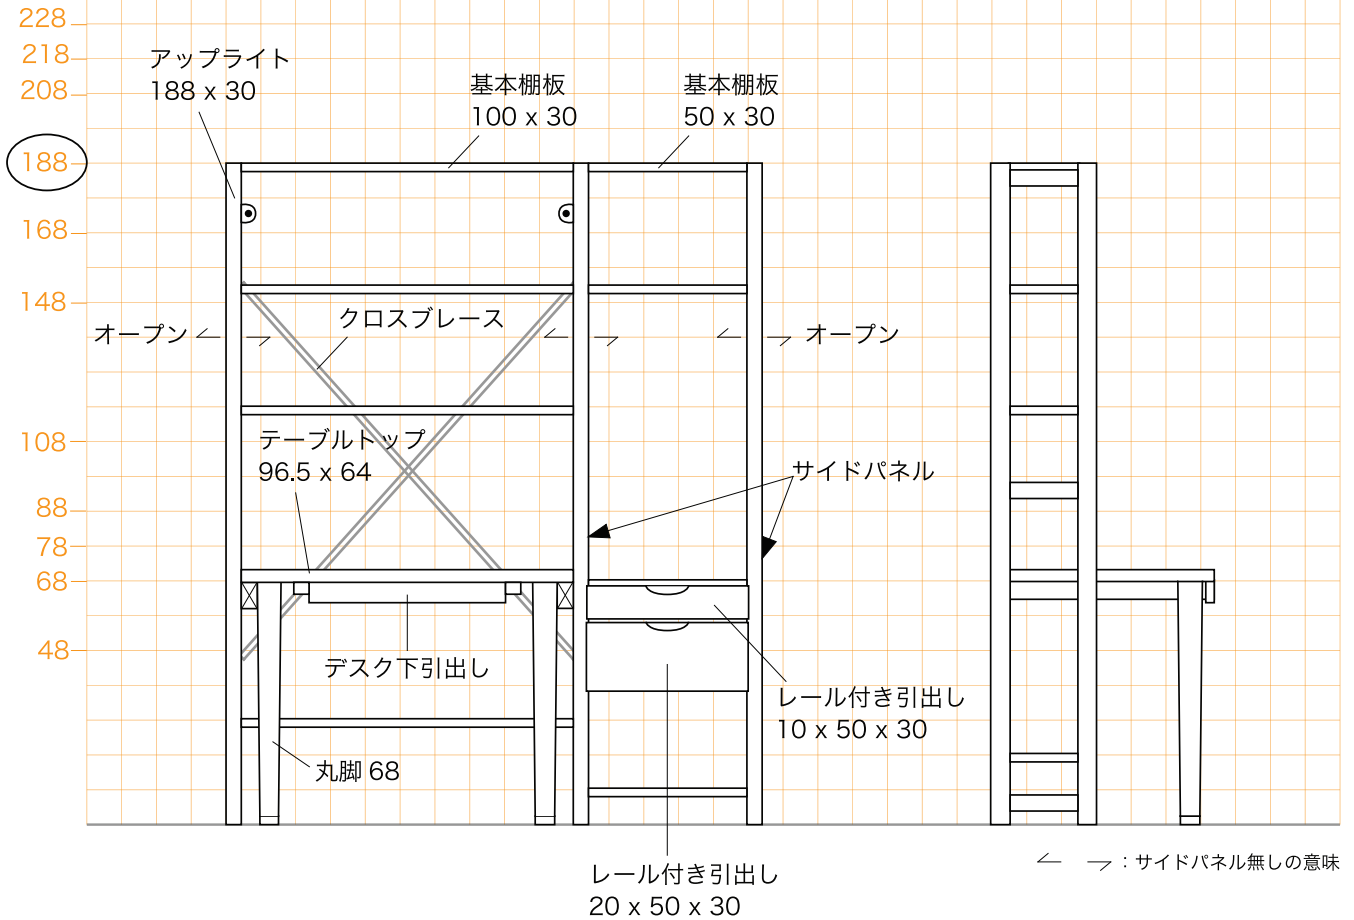 228
218
208
188
168
148
108
88
78
68
48
アップライト
188 x 30
基本棚板
100 x 30
基本棚板
50 x 30
オープン
クロスブレース
オープン
テーブルトップ
96.5 x 64
サイドパネル
デスク下引出し
レール付き引出し
10 x 50 x 30
丸脚 68
レール付き引出し
20 x 50 x 30
：サイドパネル無しの意味